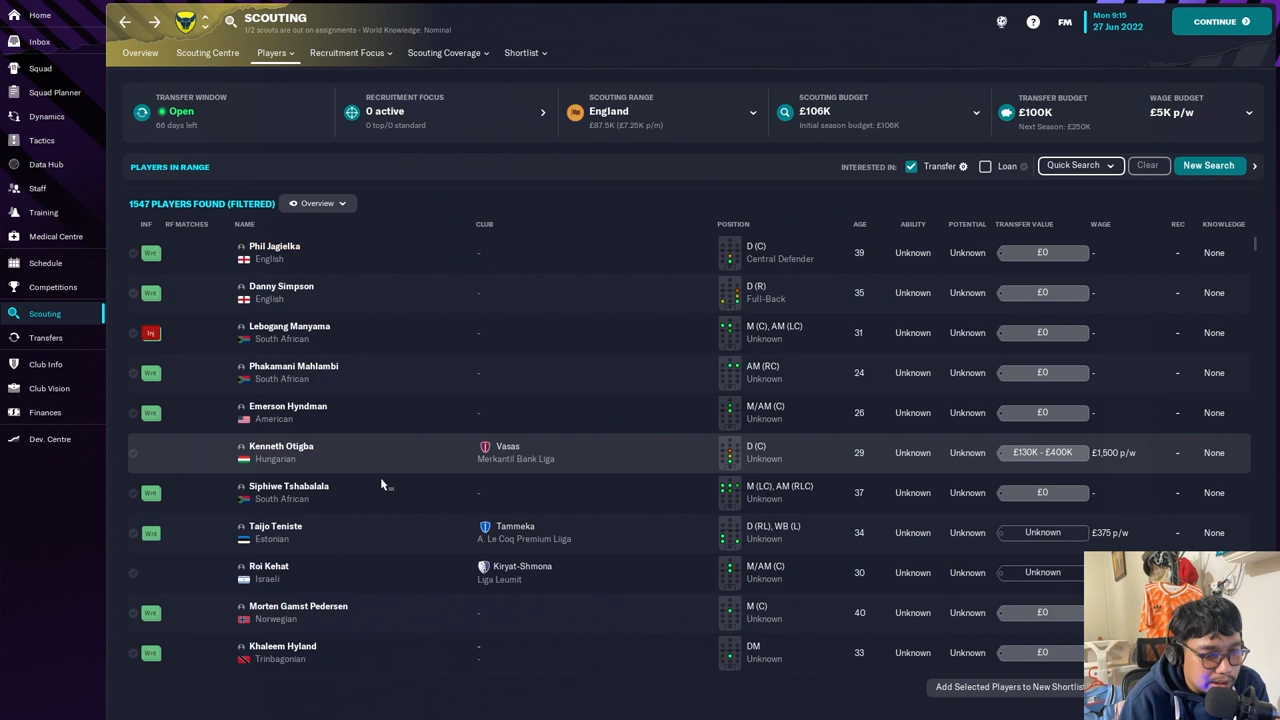 SCOUTING
1/2 scouts are out on assignments - World Knowledge: Nominal
FM
Mon 9:15
27 Jun 2022
CONTINUE
Home
Inbox
Squad
Squad Planner
Dynamics
Tactics
Data Hub
Staff
Training
Medical Centre
Schedule
Competitions
Scouting
Transfers
Club Info
Club Vision
Finances
Dev. Centre
Overview
Scouting Centre
Players
Recruitment Focus
Scouting Coverage
Shortlist
TRANSFER WINDOW
Open
66 days left
RECRUITMENT FOCUS
0 active
0 top/0 standard
SCOUTING RANGE
England
£87.5K (£7.25K p/m)
SCOUTING BUDGET
£106K
Initial season budget: £106K
TRANSFER BUDGET
£100K
Next Season: £250K
WAGE BUDGET
£5K p/w
PLAYERS IN RANGE
INTERESTED IN:
Transfer
Loan
Quick Search
Clear
New Search
1547 PLAYERS FOUND (FILTERED)
Overview
INF RF MATCHES NAME CLUB POSITION AGE ABILITY POTENTIAL TRANSFER VALUE WAGE REC KNOWLEDGE
Wnt Phil Jagielka - D (C) 39 Unknown Unknown £0 - - None
English Central Defender
Wnt Danny Simpson - D (R) 35 Unknown Unknown £0 - - None
English Full-Back
Inj Lebogang Manyama - M (C), AM (LC) 31 Unknown Unknown £0 - - None
South African Unknown
Wnt Phakamani Mahlambi - AM (RC) 24 Unknown Unknown £0 - - None
South African Unknown
Wnt Emerson Hyndman - M/AM (C) 26 Unknown Unknown £0 - - None
American Unknown
Kenneth Otigba Vasas D (C) 29 Unknown Unknown £130K - £400K £1,500 p/w - None
Hungarian Merkantil Bank Liga Unknown
Wnt Siphiwe Tshabalala - M (LC), AM (RLC) 37 Unknown Unknown £0 - - None
South African Unknown
Wnt Taijo Teniste Tammeka D (RL), WB (L) 34 Unknown Unknown Unknown £375 p/w - None
Estonian A. Le Coq Premium Liiga Unknown
Roi Kehat Kiryat-Shmona M/AM (C) 30 Unknown Unknown Unknown
Israeli Liga Leumit Unknown
Wnt Morten Gamst Pedersen - M (C) 40 Unknown Unknown £0
Norwegian Unknown
Wnt Khaleem Hyland - DM 33 Unknown Unknown £0
Trinbagonian - Unknown
Add Selected Players to New Shortlist